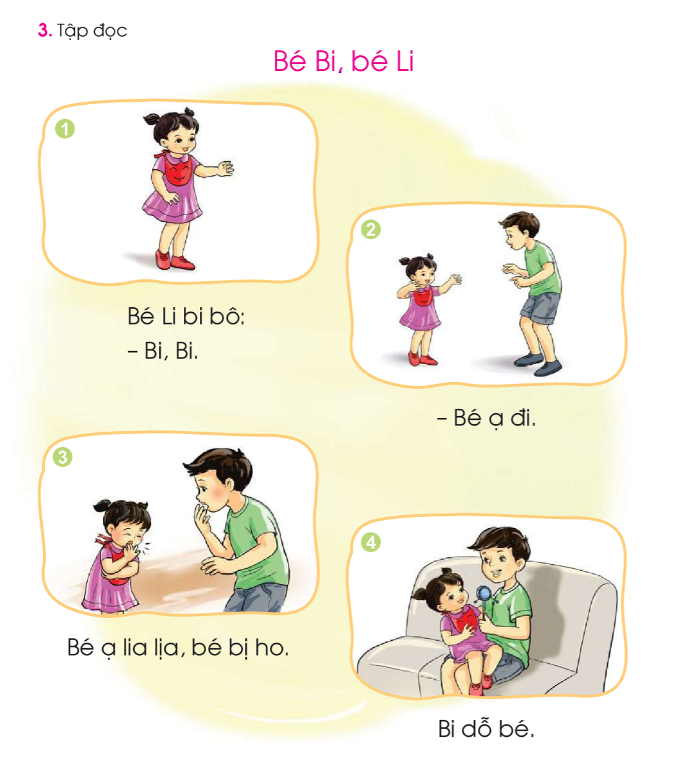 3. Tập đọc
Bé Bi, bé Li
1
Bé Li bi bô:
– Bi, Bi.
2
– Bé ạ đi.
3
Bé ạ lia lịa, bé bị ho.
4
Bi dỗ bé.